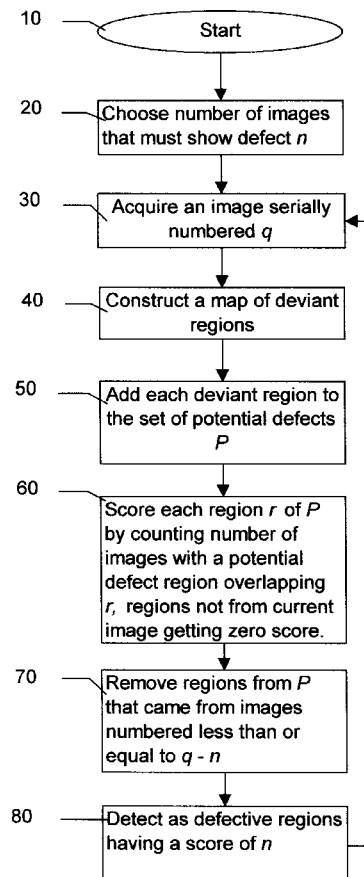 10
Start
20
Choose number of images
that must show defect n
30
Acquire an image serially
numbered q
40
Construct a map of deviant
regions
50
Add each deviant region to
the set of potential defects
P
60
Score each region r of P
by counting number of
images with a potential
defect region overlapping
r, regions not from current
image getting zero score.
70
Remove regions from P
that came from images
numbered less than or
equal to q - n
80
Detect as defective regions
having a score of n